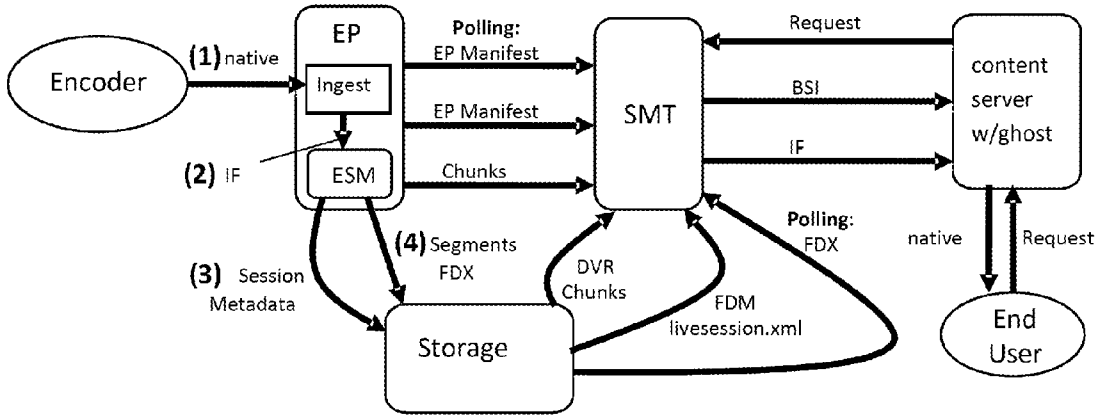 Encoder
(1) native
EP
Ingest
(2) IF
ESM
Polling:
EP Manifest
EP Manifest
Chunks
SMT
Request
BSI
IF
content
server
w/ghost
(3) Session
Metadata
(4) Segments
FDX
Storage
DVR
Chunks
FDM
livesession.xml
Polling:
FDX
native
Request
End
User